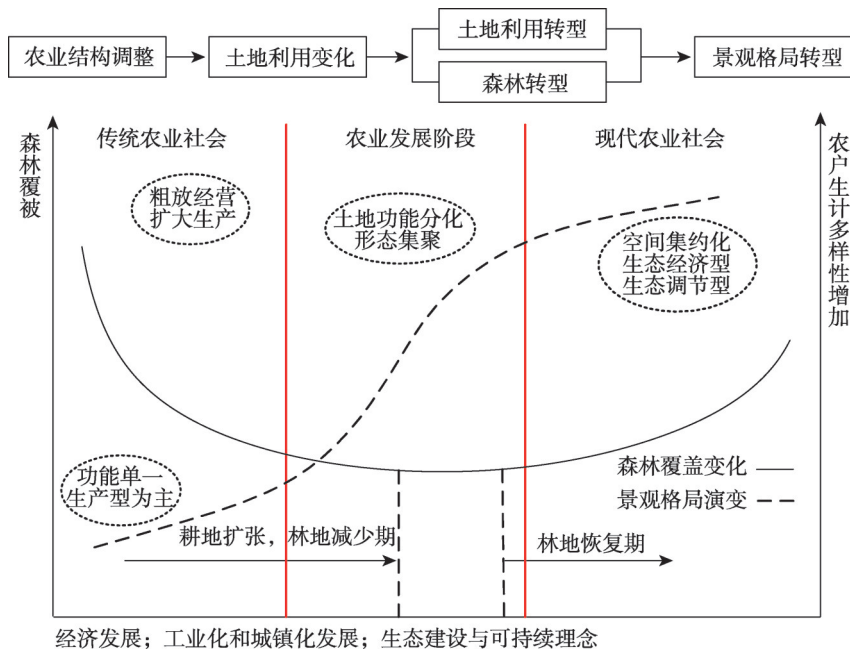 农业结构调整
土地利用变化
土地利用转型
森林转型
景观格局转型
森林覆被
传统农业社会
农业发展阶段
现代农业社会
农户生计多样性增加
粗放经营
扩大生产
土地功能分化
形态集聚
空间集约化
生态经济型
生态调节型
功能单一
生产型为主
森林覆盖变化
景观格局演变
耕地扩张，林地减少期
林地恢复期
经济发展；工业化和城镇化发展；生态建设与可持续理念